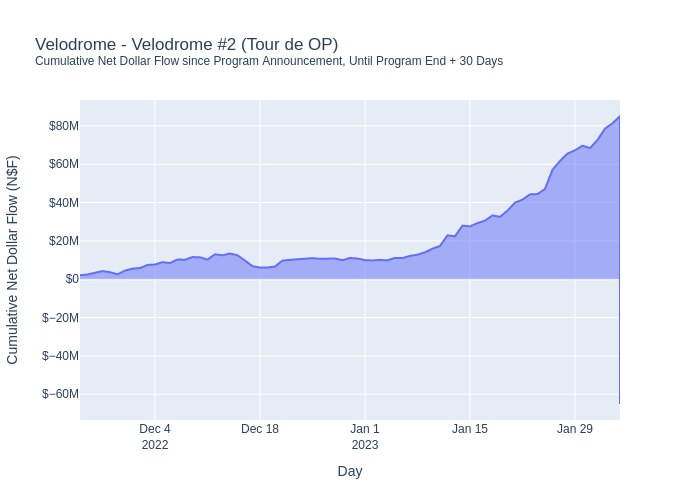 Velodrome - Velodrome #2 (Tour de OP)
Cumulative Net Dollar Flow since Program Announcement, Until Program End + 30 Days
Cumulative Net Dollar Flow (N$F)
$80M
$60M
$40M
$20M
$0
$−20M
$−40M
$−60M
Dec 4
2022
Dec 18
Jan 1
2023
Jan 15
Jan 29
Day